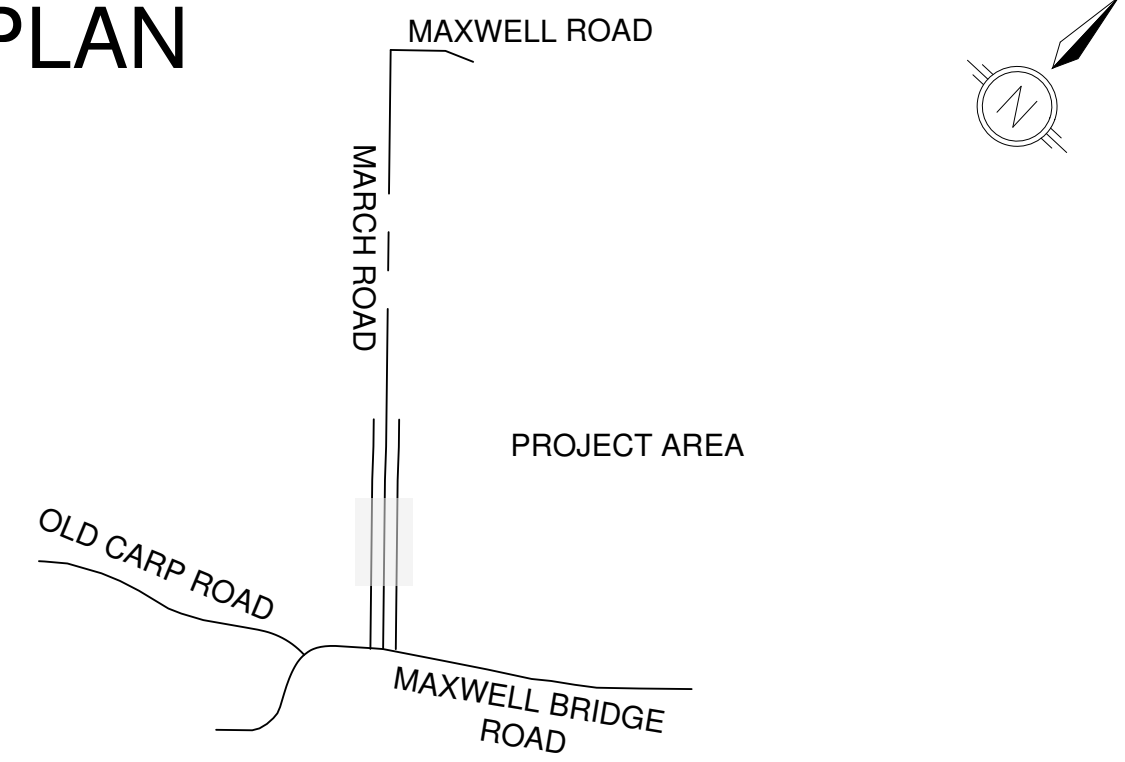 PLAN
MAXWELL ROAD
N
MARCH ROAD
PROJECT AREA
OLD CARP ROAD
MAXWELL BRIDGE
ROAD